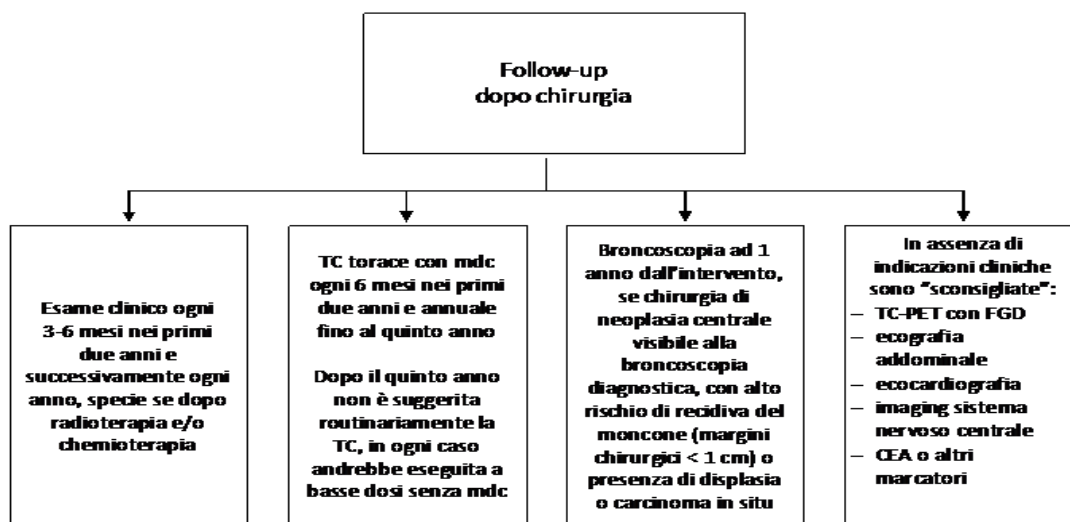 Follow-up
dopo chirurgia
Esame clinico ogni
3-6 mesi nei primi
due anni e
successivamente ogni
anno, specie se dopo
radioterapia e/o
chemioterapia
TC torace con mdc
ogni 6 mesi nei primi
due anni e annuale
fino al quinto anno
Dopo il quinto anno
non è suggerita
routinariamente la
TC, in ogni caso
andrebbe eseguita a
basse dosi senza mdc
Broncoscopia ad 1
anno dall'intervento,
se chirurgia di
neoplasia centrale
visibile alla
broncoscopia
diagnostica, con alto
rischio di recidiva del
moncone (margini
chirurgici < 1 cm) o
presenza di displasia
o carcinoma in situ
In assenza di
indicazioni cliniche
sono "sconsigliate":
– TC-PET con FGD
– ecografia
addominale
– ecocardiografia
– imaging sistema
nervoso centrale
– CEA o altri
marcatori